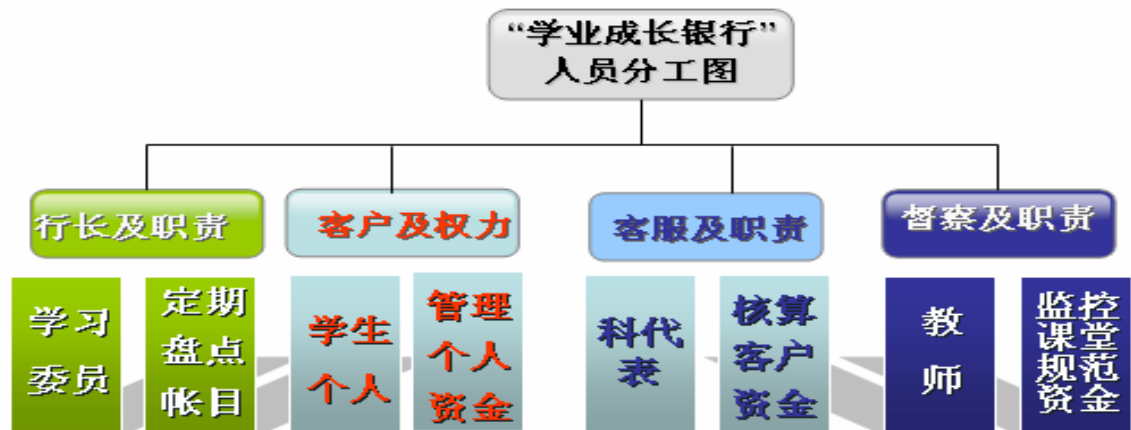 “学业成长银行”
人员分工图
行长及职责
客户及权力
客服及职责
督察及职责
学习
委员
定期
盘点
帐目
学生
个人
管理
个人
资金
科代
表
核算
客户
资金
教
师
监控
课堂
规范
资金